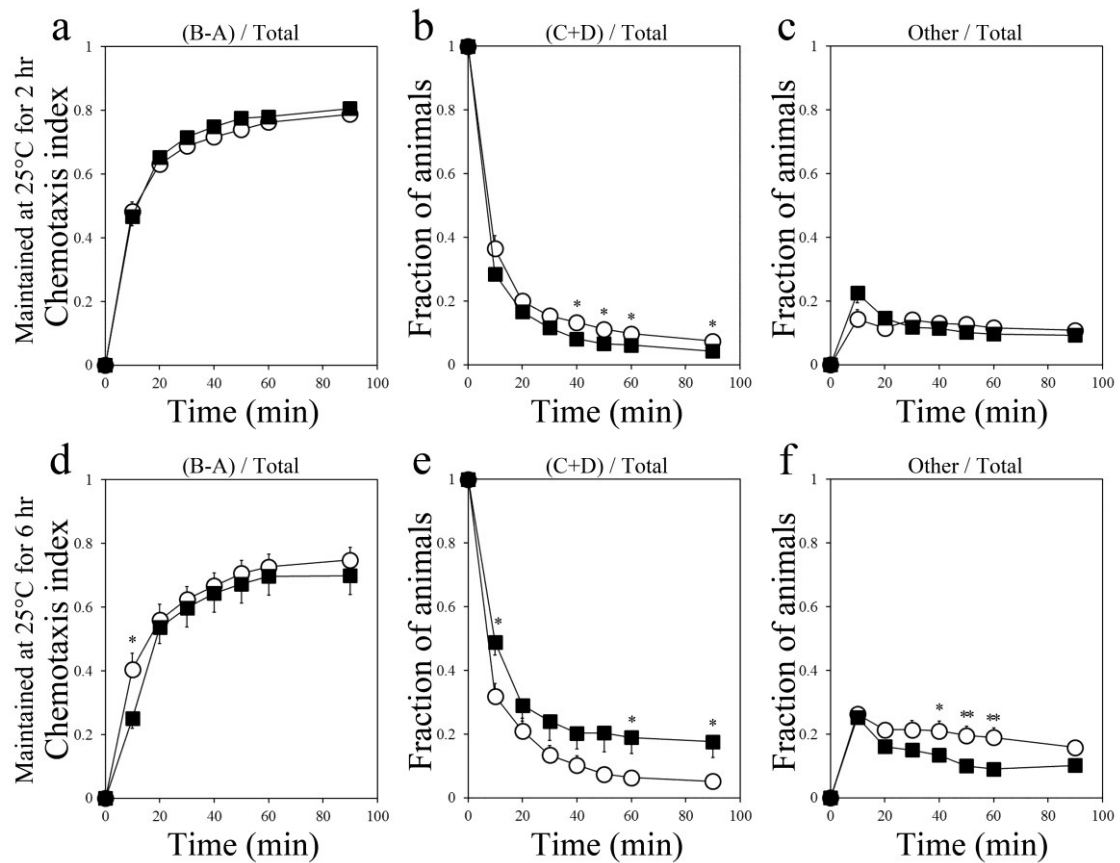 a
(B-A) / Total
b
(C+D) / Total
c
Other / Total
Maintained at 25°C for 2 hr
Chemotaxis index
1
0.8
0.6
0.4
0.2
0
0 20 40 60 80 100
Time (min)
Fraction of animals
1
0.8
0.6
0.4
0.2
0
* * * *
0 20 40 60 80 100
Time (min)
Fraction of animals
1
0.8
0.6
0.4
0.2
0
0 20 40 60 80 100
Time (min)
d
(B-A) / Total
e
(C+D) / Total
f
Other / Total
Maintained at 25°C for 6 hr
Chemotaxis index
1
0.8
0.6
0.4
0.2
0
*
0 20 40 60 80 100
Time (min)
Fraction of animals
1
0.8
0.6
0.4
0.2
0
* * *
0 20 40 60 80 100
Time (min)
Fraction of animals
1
0.8
0.6
0.4
0.2
0
* ** **
0 20 40 60 80 100
Time (min)